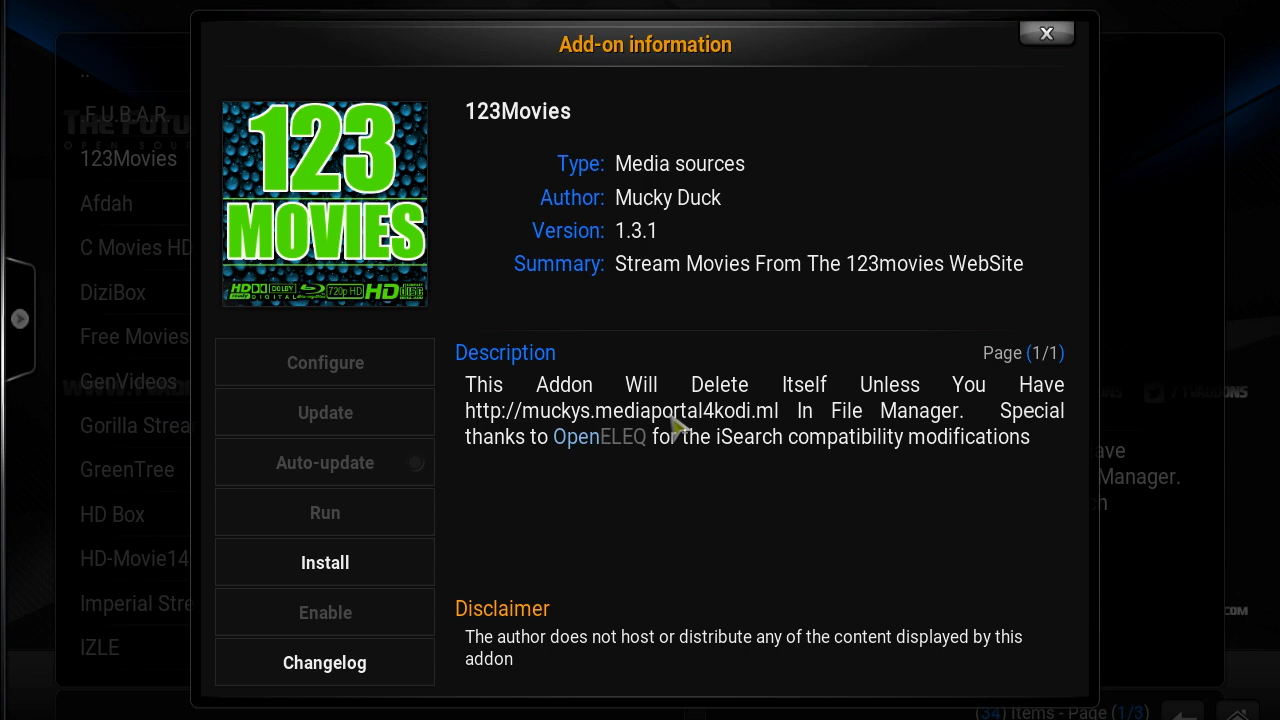 Add-on information
X
..
F.U.B.A.R.
123Movies
Afdah
C Movies HD
DiziBox
Free Movies
GenVideos
Gorilla Strea
GreenTree
HD Box
HD-Movie14
Imperial Stre
IZLE
123
MOVIES
720p HD
HD
Configure
Update
Auto-update
Run
Install
Enable
Changelog
123Movies
Type: Media sources
Author: Mucky Duck
Version: 1.3.1
Summary: Stream Movies From The 123movies WebSite
Description
Page (1/1)
This Addon Will Delete Itself Unless You Have
http://muckys.mediaportal4kodi.ml In File Manager. Special
thanks to OpenELEQ for the iSearch compatibility modifications
Disclaimer
The author does not host or distribute any of the content displayed by this
addon
ave
Manager.
h
.COM
(34) Items - Page (1/3)